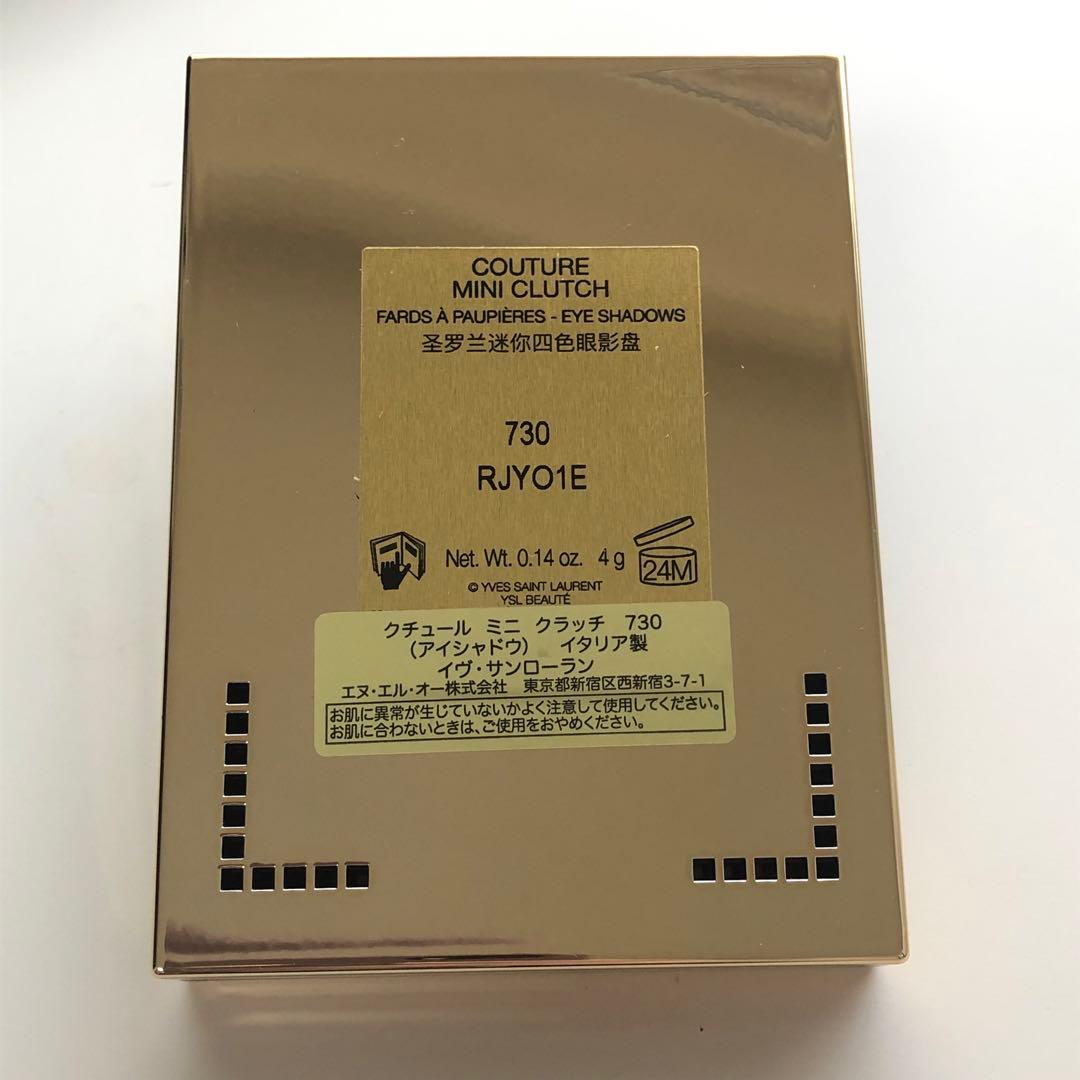 COUTURE
MINI CLUTCH
FARDS À PAUPIÈRES - EYE SHADOWS
圣罗兰迷你四色眼影盘
730
RJYO1E
Net. Wt. 0.14 oz. 4 g
24M
© YVES SAINT LAURENT
YSL BEAUTÉ
クチュール ミニ クラッチ 730
(アイシャドウ) イタリア製
イヴ・サンローラン
エヌ・エル・オー株式会社 東京都新宿区西新宿3-7-1
お肌に異常が生じていないかよく注意して使用してください。
お肌に合わないときは、ご使用をおやめください。